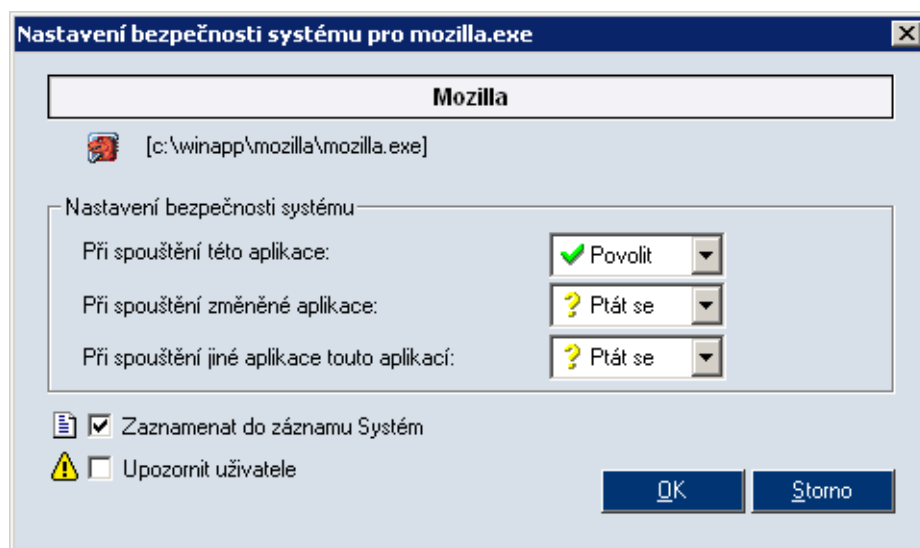 Nastavení bezpečnosti systému pro mozilla.exe
Mozilla
[c:\winapp\mozilla\mozilla.exe]
Nastavení bezpečnosti systému
Při spouštění této aplikace:
Povolit
Při spouštění změněné aplikace:
Ptát se
Při spouštění jiné aplikace touto aplikací:
Ptát se
Zaznamenat do záznamu Systém
Upozornit uživatele
OK
Storno